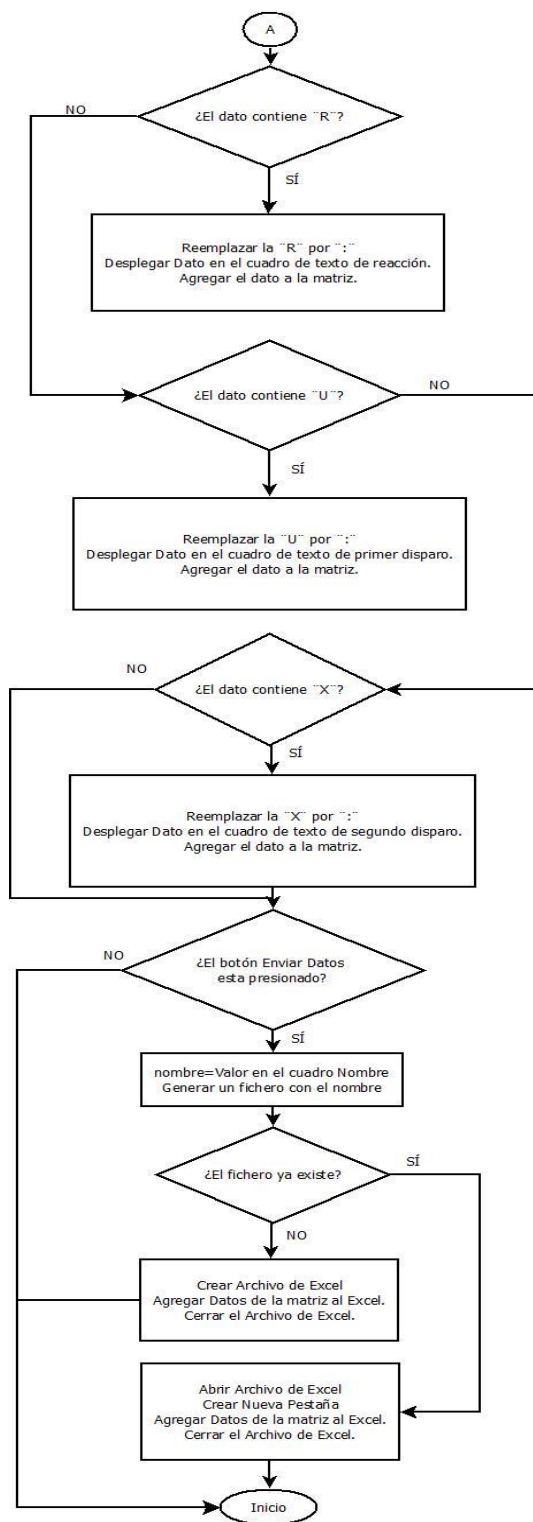 A
¿El dato contiene ¨R¨?
NO
SÍ
Reemplazar la ¨R¨ por ¨:¨
Desplegar Dato en el cuadro de texto de reacción.
Agregar el dato a la matriz.
¿El dato contiene ¨U¨?
NO
SÍ
Reemplazar la ¨U¨ por ¨:¨
Desplegar Dato en el cuadro de texto de primer disparo.
Agregar el dato a la matriz.
NO
¿El dato contiene ¨X¨?
SÍ
Reemplazar la ¨X¨ por ¨:¨
Desplegar Dato en el cuadro de texto de segundo disparo.
Agregar el dato a la matriz.
NO
¿El botón Enviar Datos
esta presionado?
SÍ
nombre=Valor en el cuadro Nombre
Generar un fichero con el nombre
¿El fichero ya existe?
SÍ
NO
Crear Archivo de Excel
Agregar Datos de la matriz al Excel.
Cerrar el Archivo de Excel.
Abrir Archivo de Excel
Crear Nueva Pestaña
Agregar Datos de la matriz al Excel.
Cerrar el Archivo de Excel.
Inicio